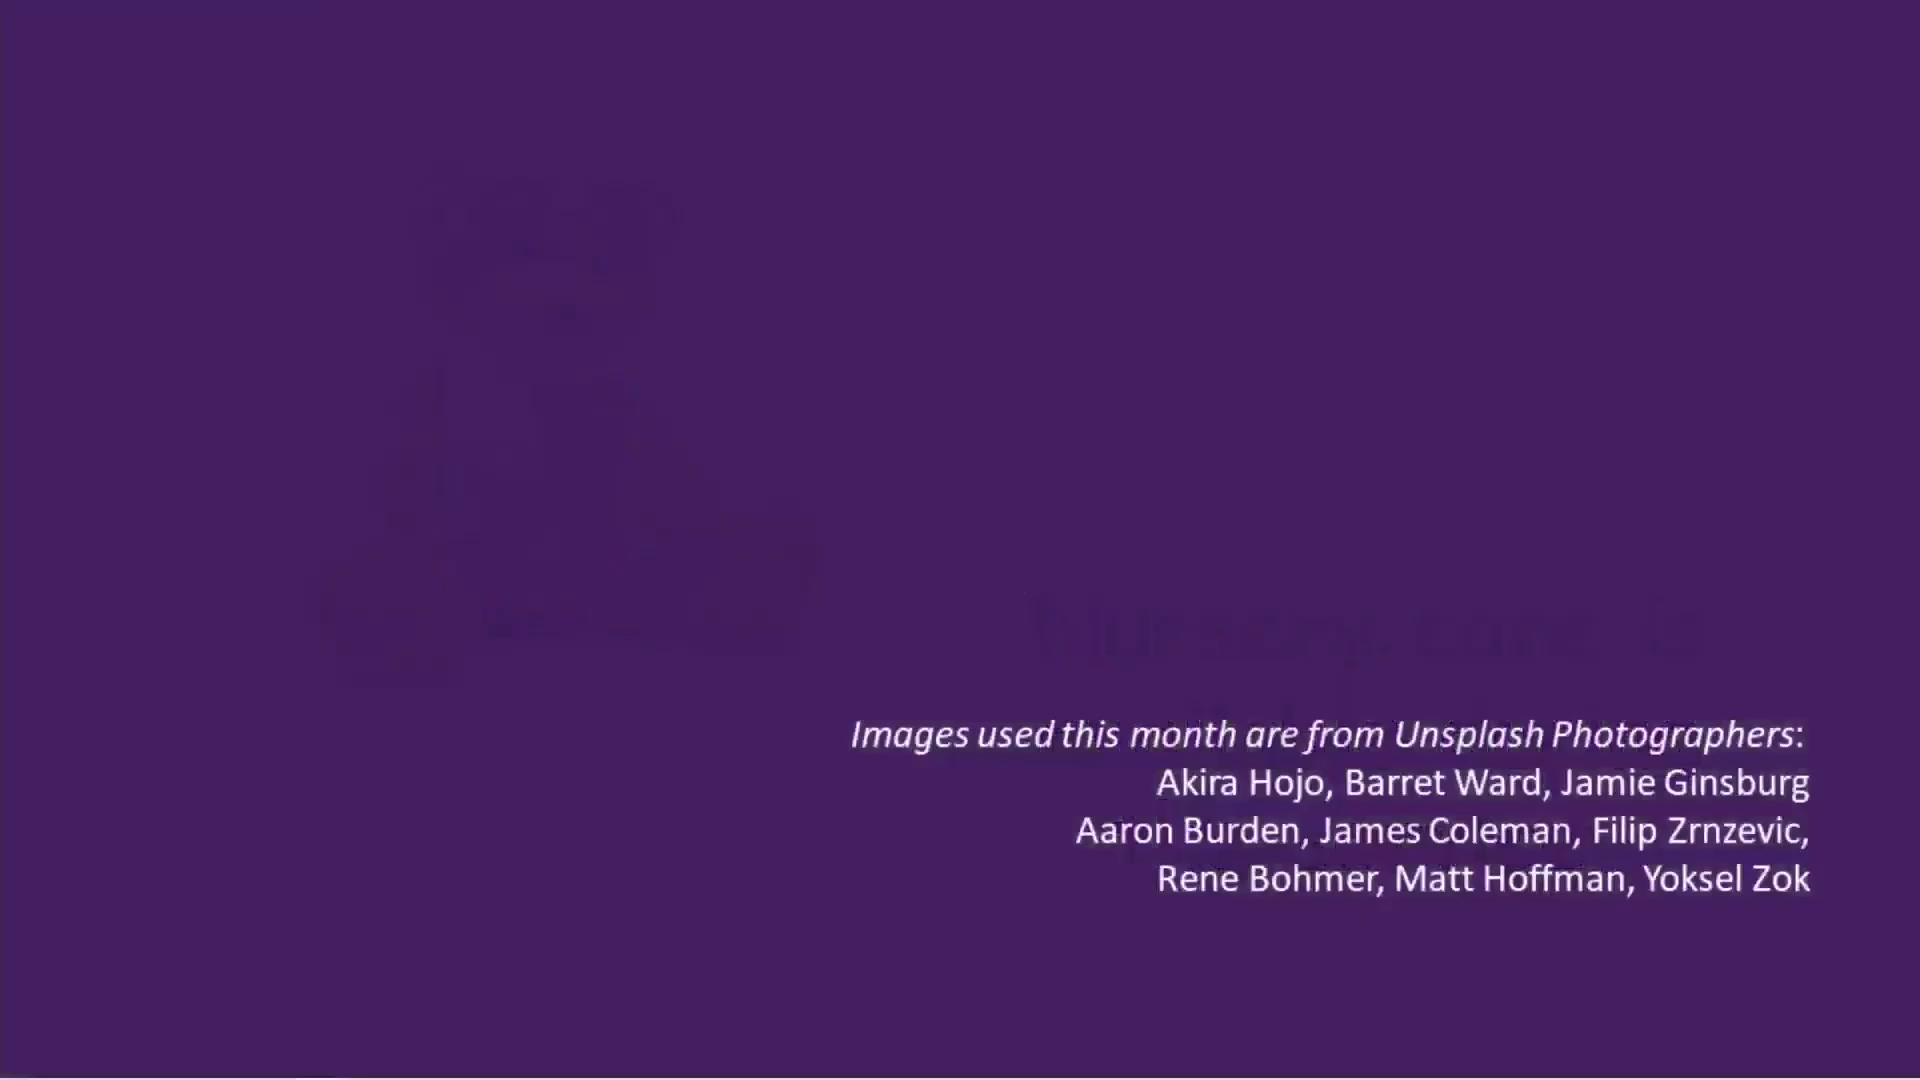 Images used this month are from Unsplash Photographers:
Akira Hojo, Barret Ward, Jamie Ginsburg
Aaron Burden, James Coleman, Filip Zrnzevic,
Rene Bohmer, Matt Hoffman, Yoksel Zok